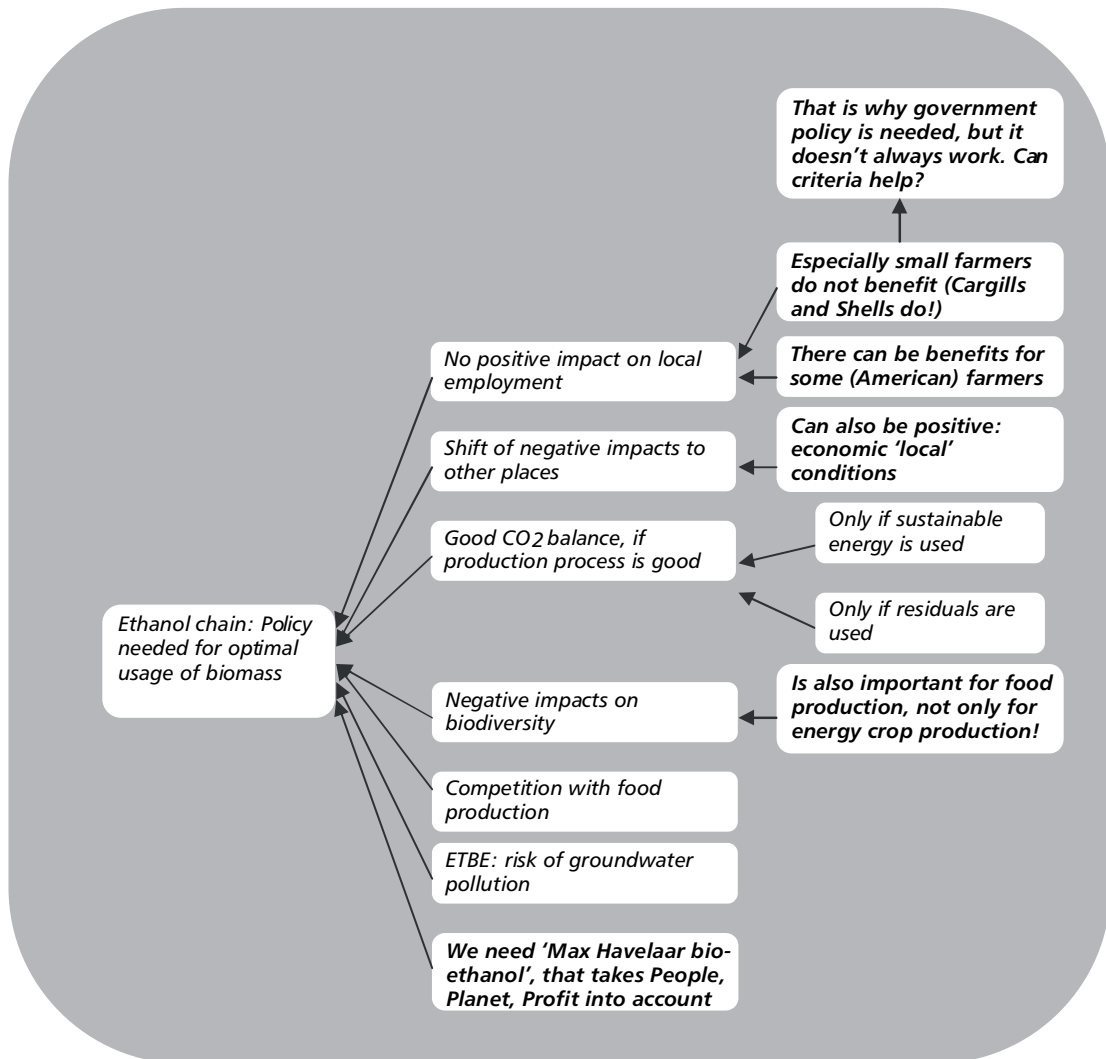 That is why government
policy is needed, but it
doesn't always work. Can
criteria help?
Especially small farmers
do not benefit (Cargills
and Shells do!)
No positive impact on local
employment
There can be benefits for
some (American) farmers
Shift of negative impacts to
other places
Can also be positive:
economic ‘local’
conditions
Good CO2 balance, if
production process is good
Only if sustainable
energy is used
Only if residuals are
used
Ethanol chain: Policy
needed for optimal
usage of biomass
Negative impacts on
biodiversity
Is also important for food
production, not only for
energy crop production!
Competition with food
production
ETBE: risk of groundwater
pollution
We need ‘Max Havelaar bio-
ethanol’, that takes People,
Planet, Profit into account